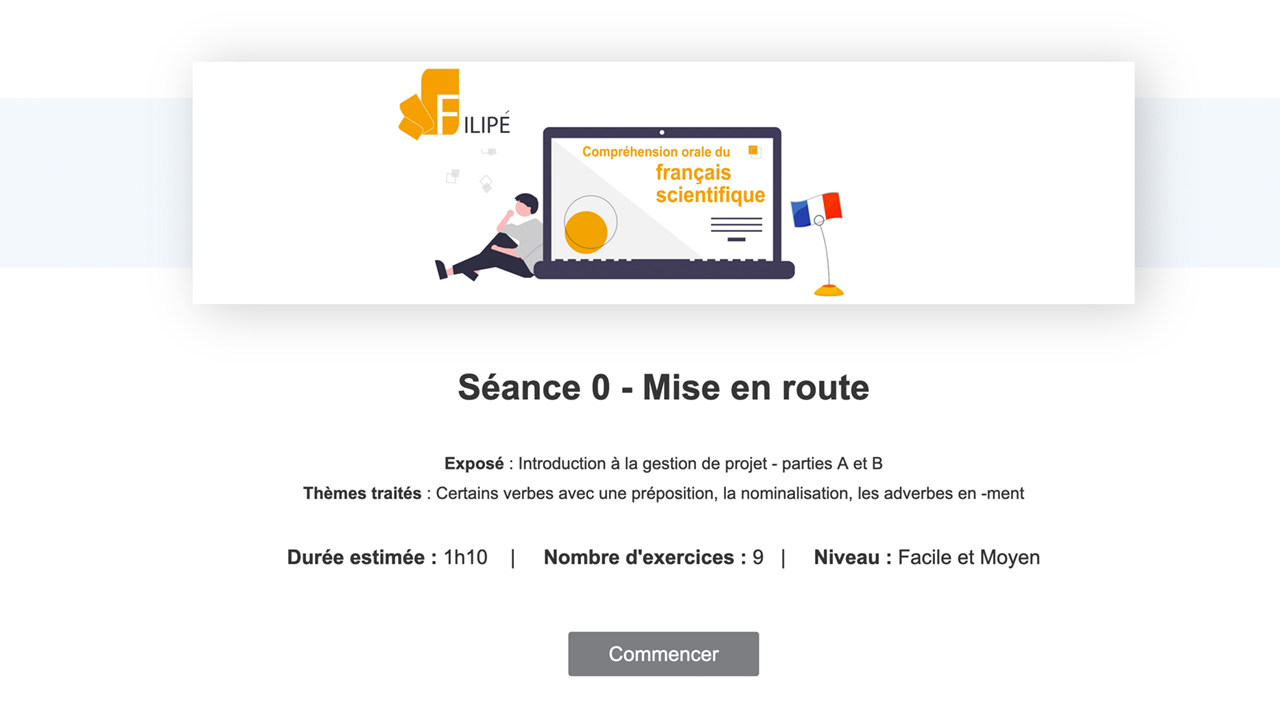 FILIPÉ
Compréhension orale du
français
scientifique
Séance 0 - Mise en route
Exposé : Introduction à la gestion de projet - parties A et B
Thèmes traités : Certains verbes avec une préposition, la nominalisation, les adverbes en -ment
Durée estimée : 1h10 | Nombre d'exercices : 9 | Niveau : Facile et Moyen
Commencer